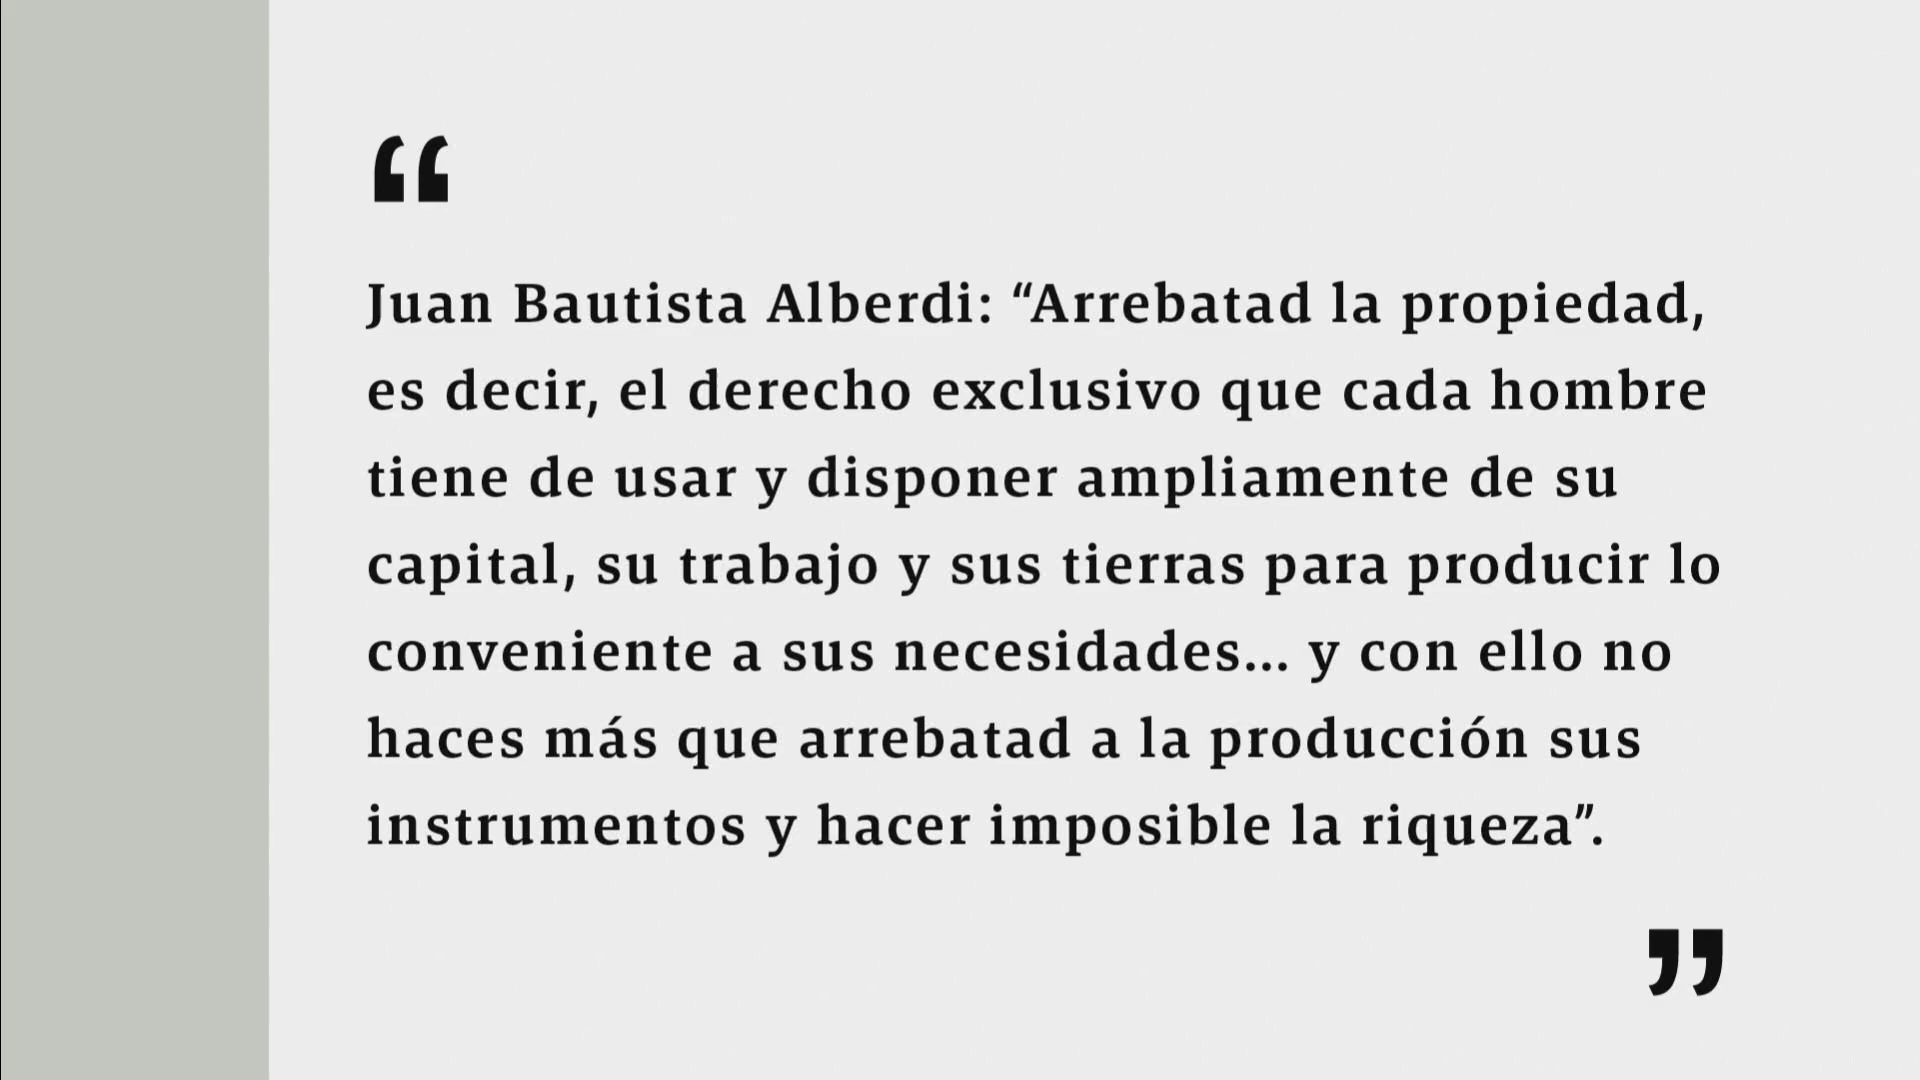 “
Juan Bautista Alberdi: “Arrebatad la propiedad,
es decir, el derecho exclusivo que cada hombre
tiene de usar y disponer ampliamente de su
capital, su trabajo y sus tierras para producir lo
conveniente a sus necesidades... y con ello no
haces más que arrebatad a la producción sus
instrumentos y hacer imposible la riqueza”.
”